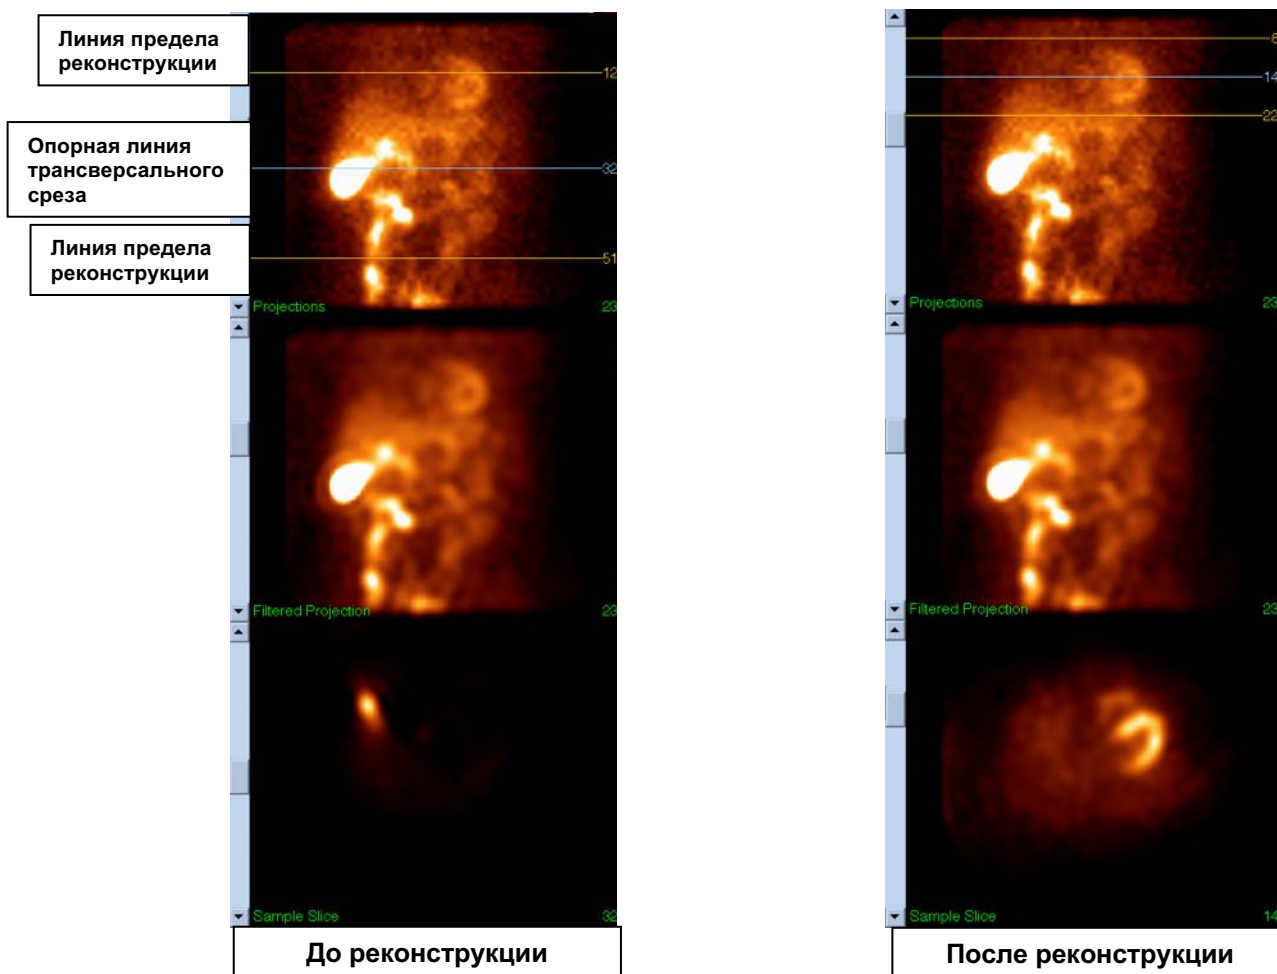 Линия предела
реконструкции
Опорная линия
трансверсального
среза
Линия предела
реконструкции
12
32
51
Projections 23
Filtered Projection 23
Sample Slice 32
До реконструкции
6
14
22
Projections 23
Filtered Projection 23
Sample Slice 14
После реконструкции